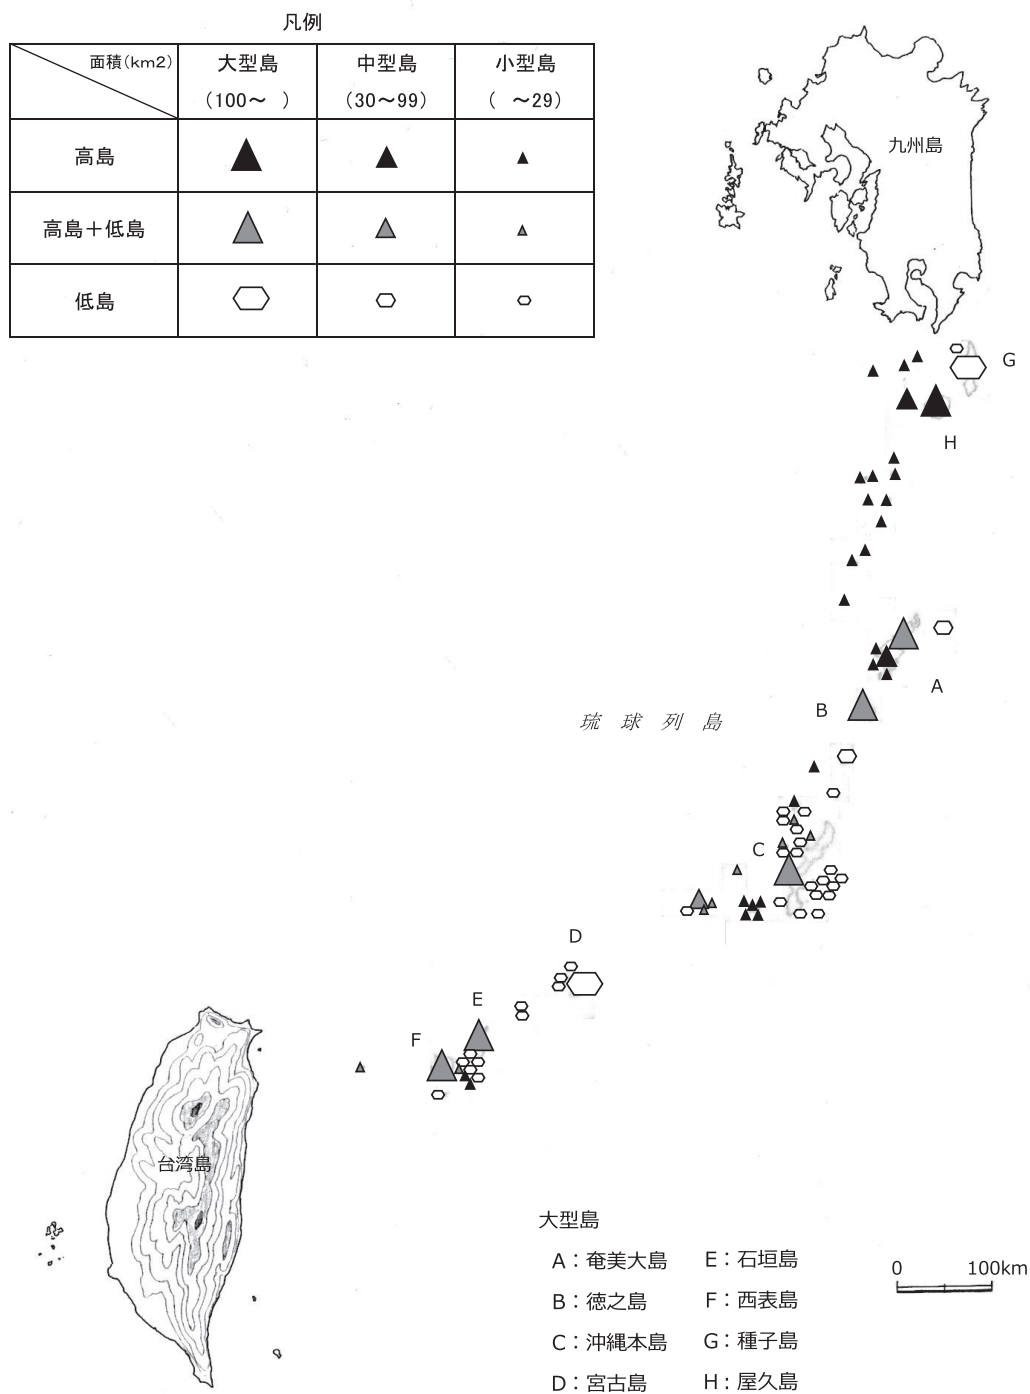 凡例
面積(km2)
大型島
(100～ )
中型島
(30～99)
小型島
( ～29)
高島
高島＋低島
低島
九州島
G
H
A
B
琉球列島
C
D
E
F
台湾島
大型島
A：奄美大島
B：徳之島
C：沖縄本島
D：宮古島
E：石垣島
F：西表島
G：種子島
H：屋久島
0 100km